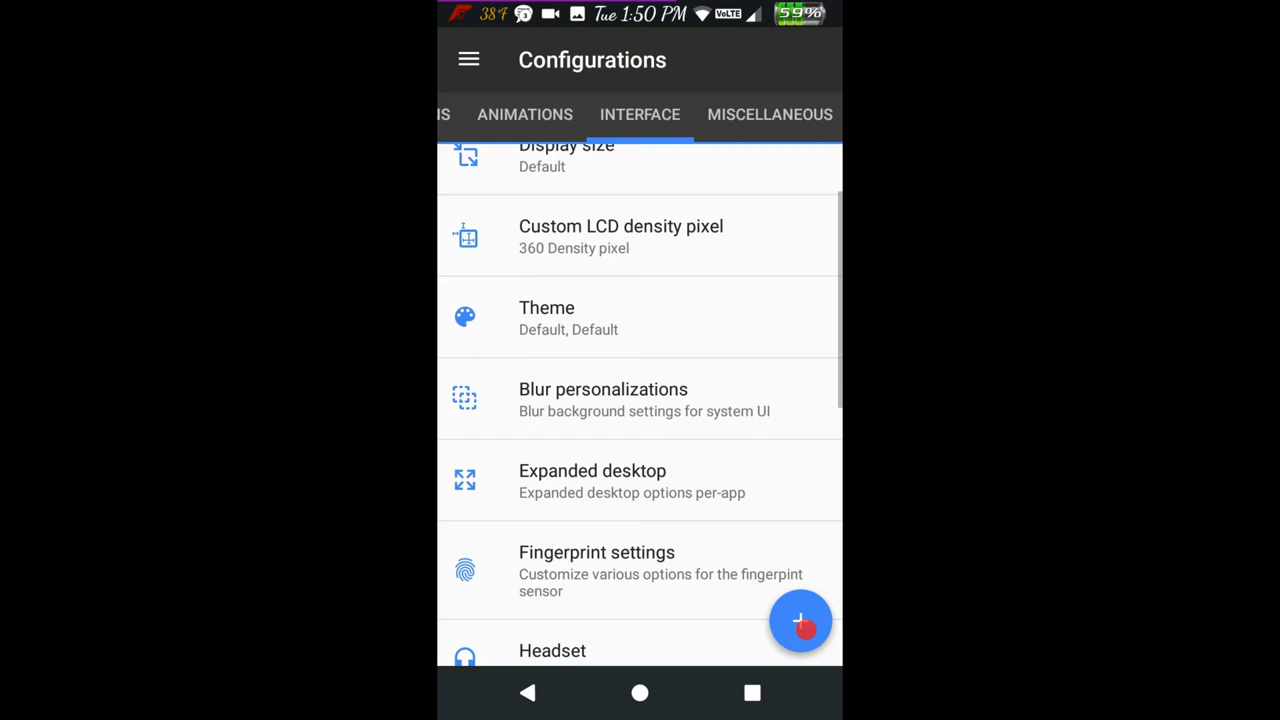 387 Tue 1:50 PM VoLTE 59%
Configurations
IS ANIMATIONS INTERFACE MISCELLANEOUS
Display size
Default
Custom LCD density pixel
360 Density pixel
Theme
Default, Default
Blur personalizations
Blur background settings for system UI
Expanded desktop
Expanded desktop options per-app
Fingerprint settings
Customize various options for the fingerpint
sensor
Headset